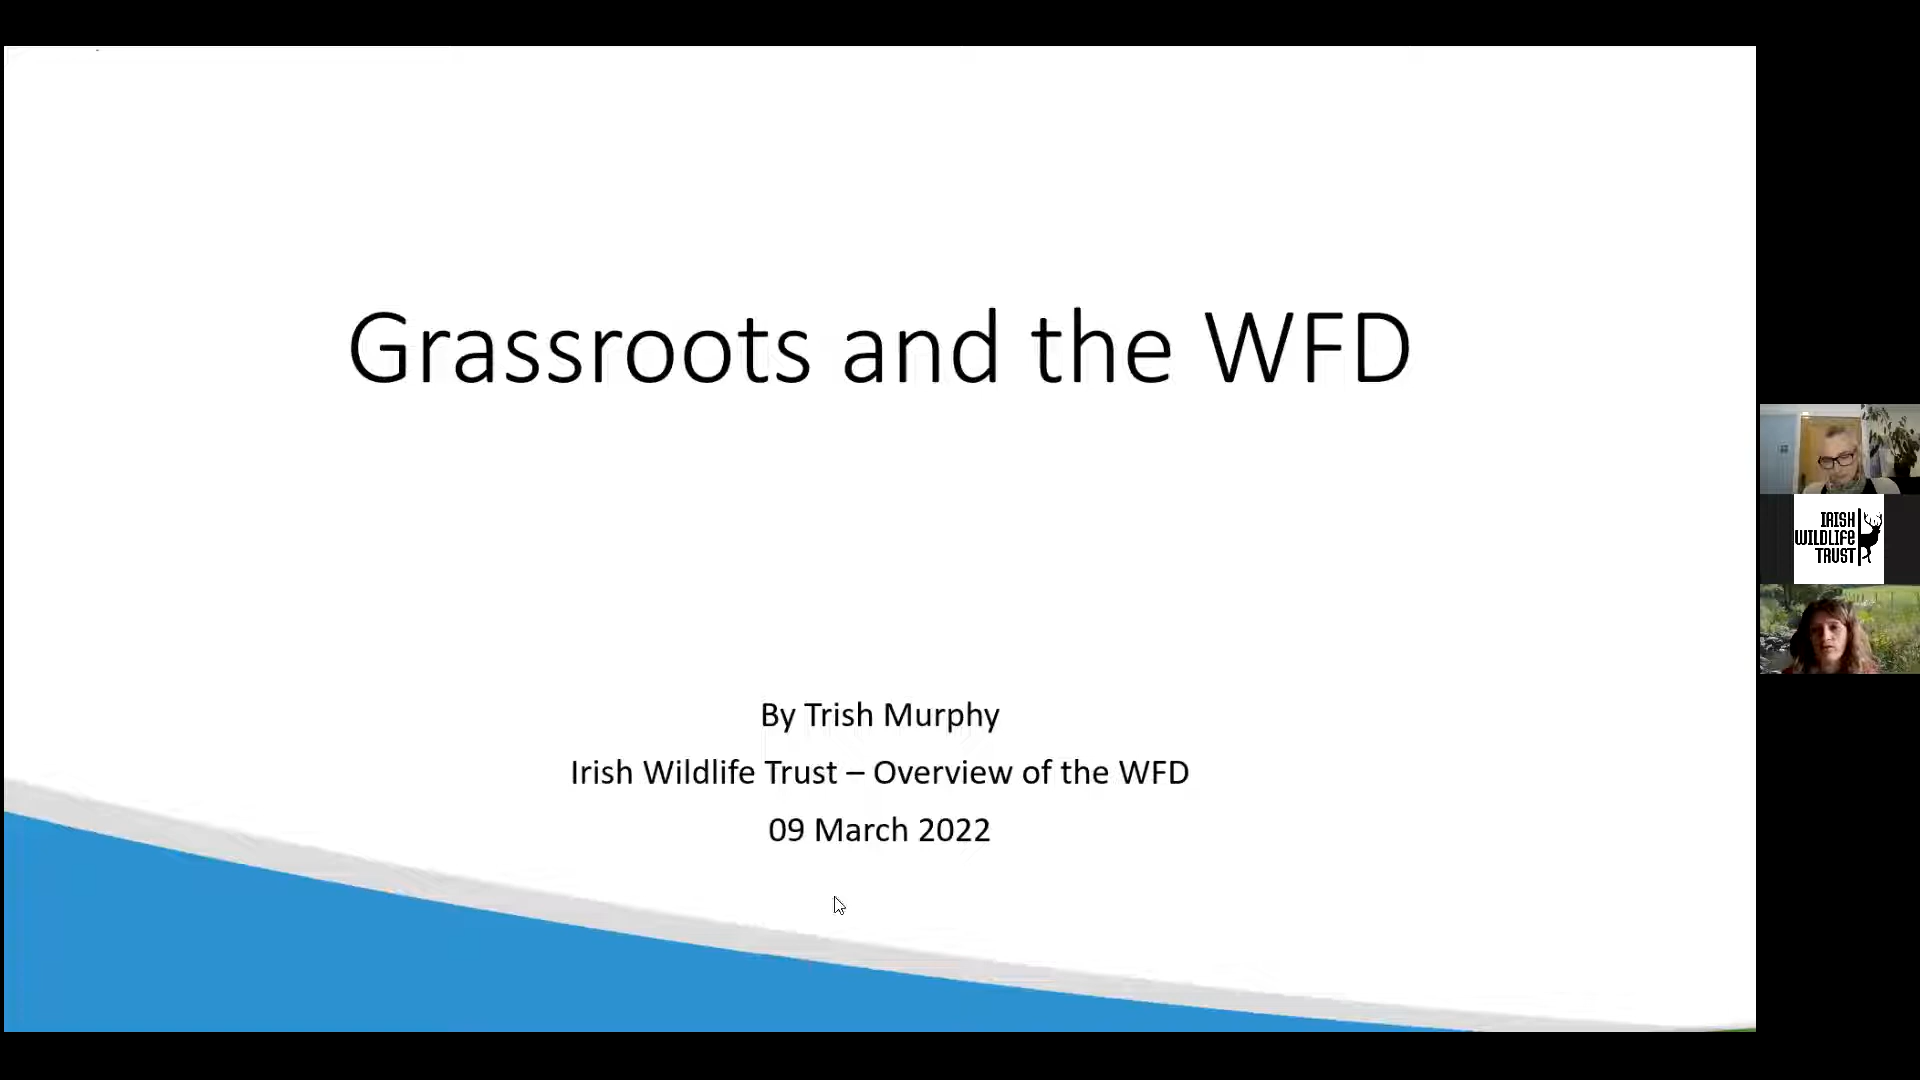 Grassroots and the WFD
By Trish Murphy
Irish Wildlife Trust – Overview of the WFD
09 March 2022
IRISH
WILDLIFE
TRUST